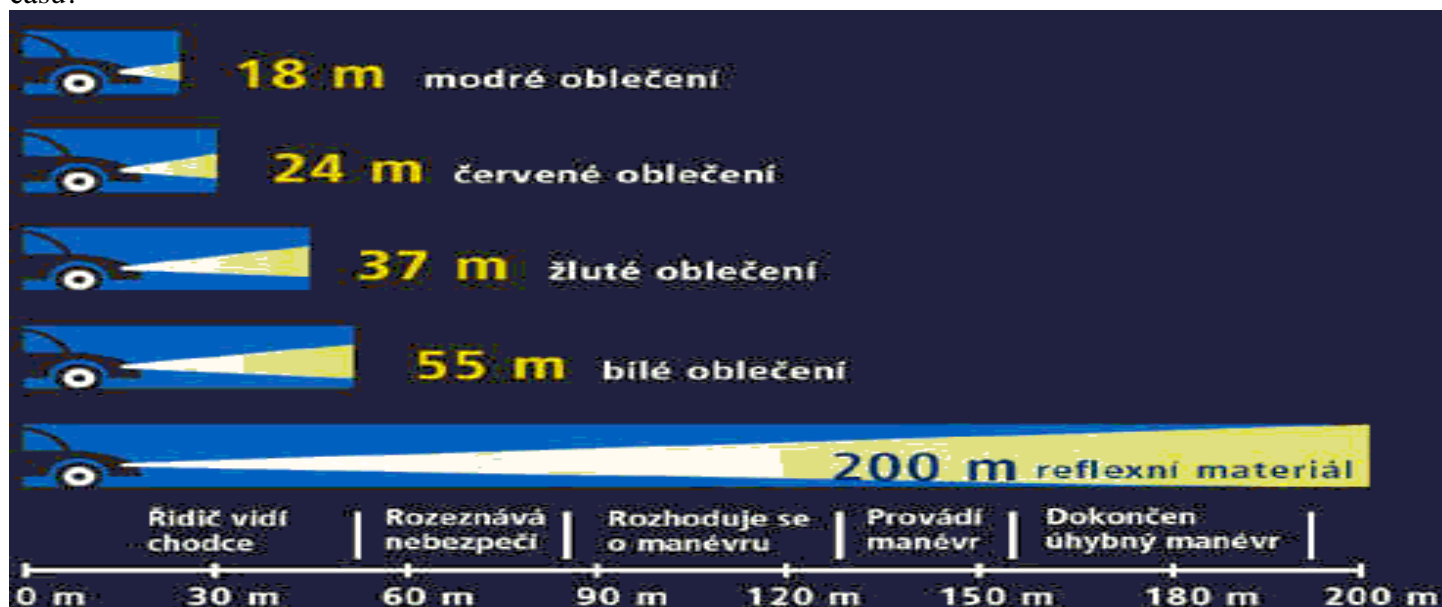 18 m modré oblečení
24 m červené oblečení
37 m žluté oblečení
55 m bílé oblečení
200 m reflexní materiál
Řidič vidí chodce
Rozeznává nebezpečí
Rozhoduje se o manévru
Provádí manévr
Dokončen úhybný manévr
0 m 30 m 60 m 90 m 120 m 150 m 180 m 200 m